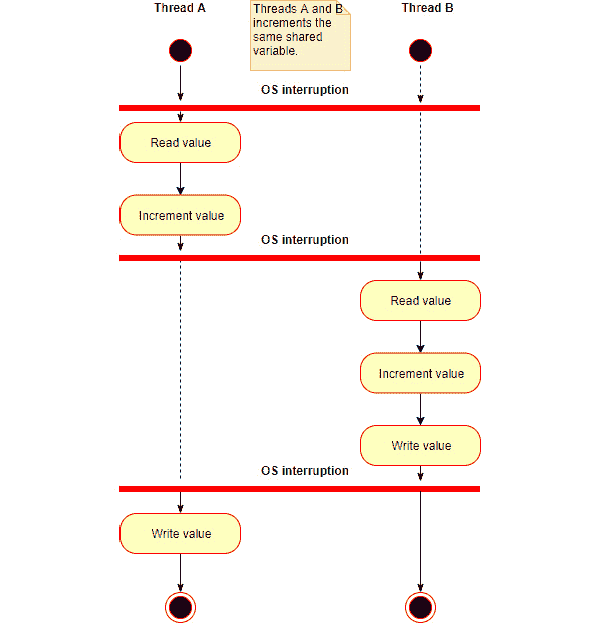 Thread A
Threads A and B
increments the
same shared
variable.
Thread B
OS interruption
Read value
Increment value
OS interruption
Read value
Increment value
Write value
OS interruption
Write value